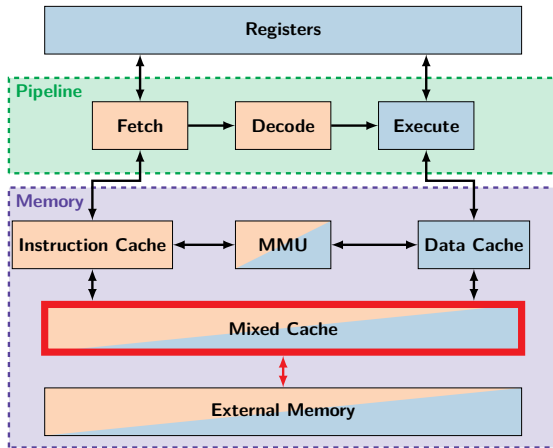 Registers
Pipeline
Fetch
Decode
Execute
Memory
Instruction Cache
MMU
Data Cache
Mixed Cache
External Memory